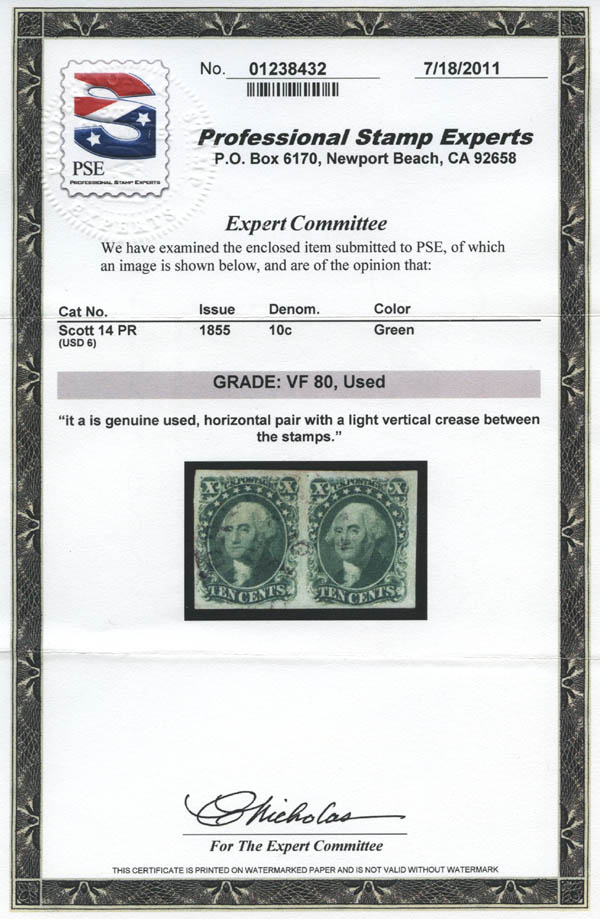 No. 01238432 7/18/2011
PSE
PROFESSIONAL STAMP EXPERTS
Professional Stamp Experts
P.O. Box 6170, Newport Beach, CA 92658
Expert Committee
We have examined the enclosed item submitted to PSE, of which
an image is shown below, and are of the opinion that:
Cat No. Issue Denom. Color
Scott 14 PR 1855 10c Green
(USD 6)
GRADE: VF 80, Used
“it a is genuine used, horizontal pair with a light vertical crease between
the stamps.”
X U.S. POSTAGE X X U.S. POSTAGE X
TEN CENTS TEN CENTS
Nicholas
For The Expert Committee
THIS CERTIFICATE IS PRINTED ON WATERMARKED PAPER AND IS NOT VALID WITHOUT WATERMARK